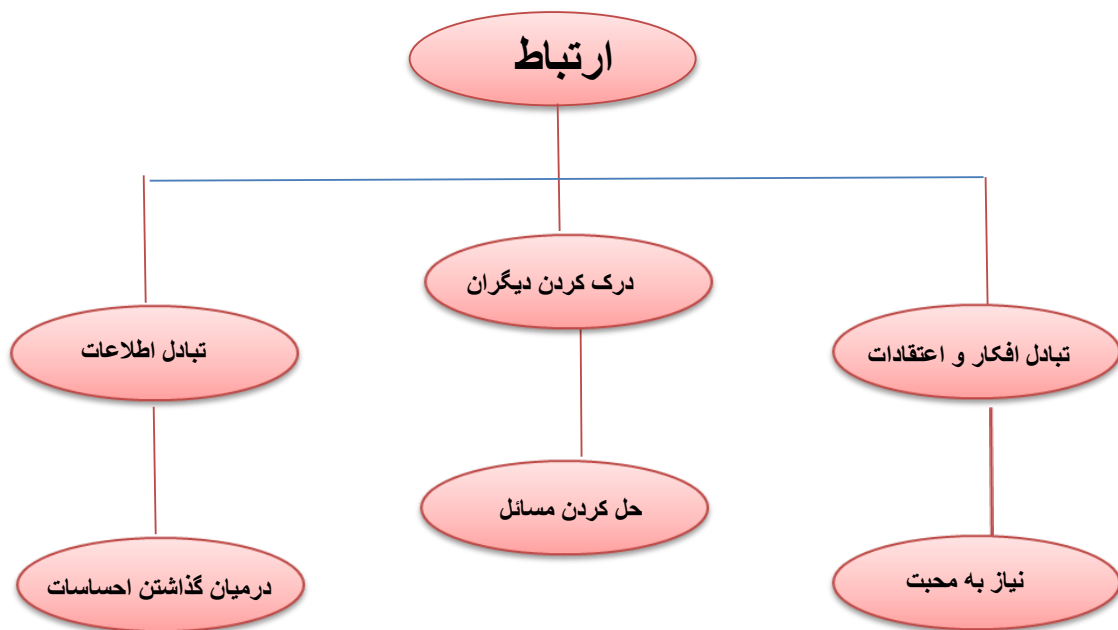 ارتباط
درک کردن دیگران
تبادل افکار و اعتقادات
تبادل اطلاعات
حل کردن مسائل
نیاز به محبت
درمیان گذاشتن احساسات